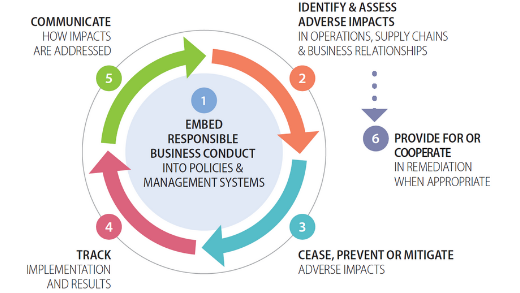 COMMUNICATE
HOW IMPACTS
ARE ADDRESSED
5
IDENTIFY & ASSESS
ADVERSE IMPACTS
IN OPERATIONS, SUPPLY CHAINS
& BUSINESS RELATIONSHIPS
2
1
EMBED
RESPONSIBLE
BUSINESS CONDUCT
INTO POLICIES &
MANAGEMENT SYSTEMS
6
PROVIDE FOR OR
COOPERATE
IN REMEDIATION
WHEN APPROPRIATE
4
TRACK
IMPLEMENTATION
AND RESULTS
3
CEASE, PREVENT OR MITIGATE
ADVERSE IMPACTS